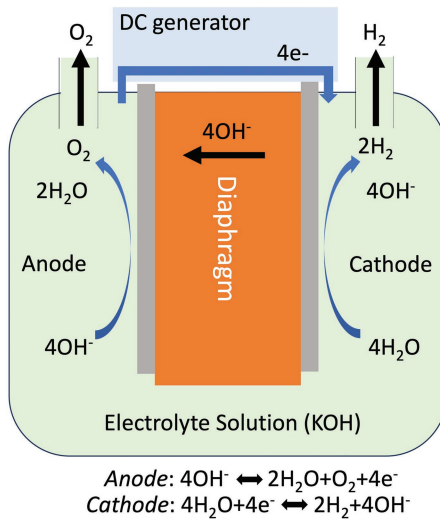 O₂ DC generator H₂
4e-
O₂ 4OH⁻ 2H₂
2H₂O 4OH⁻
Diaphragm
Anode Cathode
4OH⁻ 4H₂O
Electrolyte Solution (KOH)
Anode: 4OH⁻ ⬌ 2H₂O+O₂+4e⁻
Cathode: 4H₂O+4e⁻ ⬌ 2H₂+4OH⁻